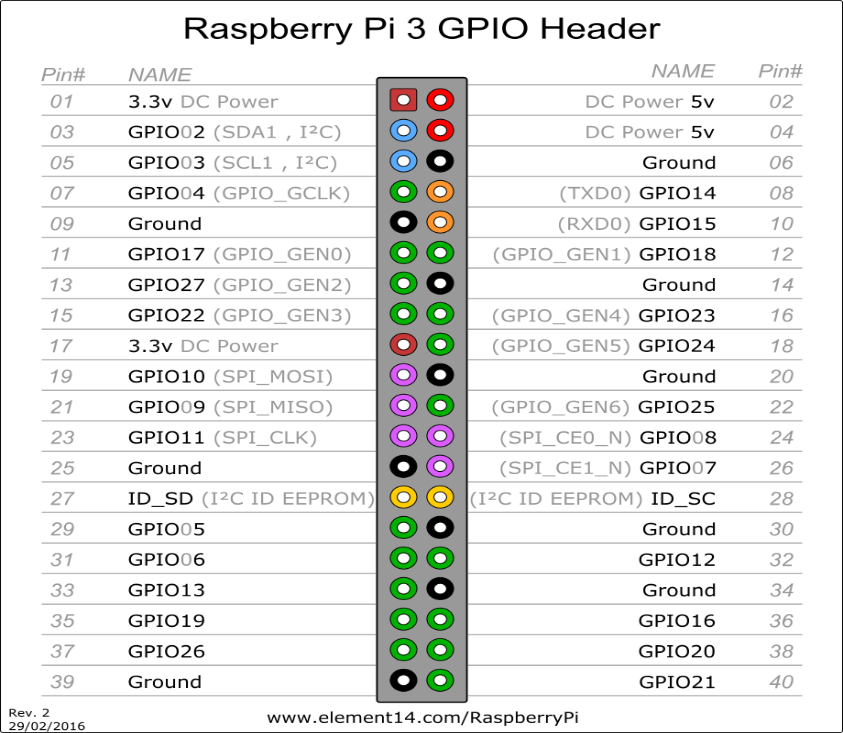 Raspberry Pi 3 GPIO Header
Pin# NAME NAME Pin#
01 3.3v DC Power DC Power 5v 02
03 GPIO02 (SDA1 , I²C) DC Power 5v 04
05 GPIO03 (SCL1 , I²C) Ground 06
07 GPIO04 (GPIO_GCLK) (TXD0) GPIO14 08
09 Ground (RXD0) GPIO15 10
11 GPIO17 (GPIO_GEN0) (GPIO_GEN1) GPIO18 12
13 GPIO27 (GPIO_GEN2) Ground 14
15 GPIO22 (GPIO_GEN3) (GPIO_GEN4) GPIO23 16
17 3.3v DC Power (GPIO_GEN5) GPIO24 18
19 GPIO10 (SPI_MOSI) Ground 20
21 GPIO09 (SPI_MISO) (GPIO_GEN6) GPIO25 22
23 GPIO11 (SPI_CLK) (SPI_CE0_N) GPIO08 24
25 Ground (SPI_CE1_N) GPIO07 26
27 ID_SD (I²C ID EEPROM) (I²C ID EEPROM) ID_SC 28
29 GPIO05 Ground 30
31 GPIO06 GPIO12 32
33 GPIO13 Ground 34
35 GPIO19 GPIO16 36
37 GPIO26 GPIO20 38
39 Ground GPIO21 40
Rev. 2
29/02/2016
www.element14.com/RaspberryPi